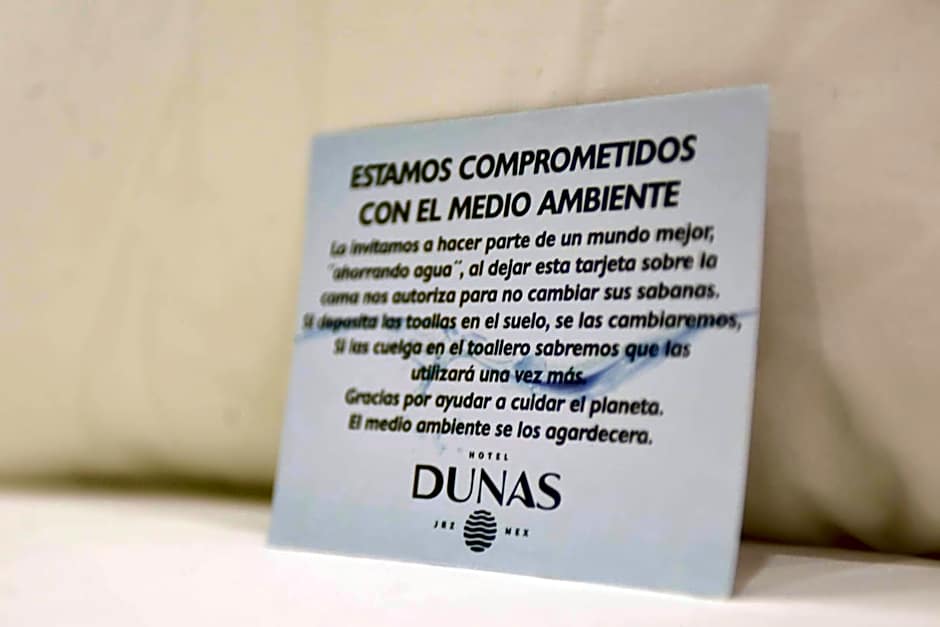 ESTAMOS COMPROMETIDOS
CON EL MEDIO AMBIENTE
Lo invitamos a hacer parte de un mundo mejor,
¨ahorrando agua¨, al dejar esta tarjeta sobre la
cama nos autoriza para no cambiar sus sabanas.
Si deposita las toallas en el suelo, se las cambiaremos,
Si las cuelga en el toallero sabremos que las
utilizará una vez más.
Gracias por ayudar a cuidar el planeta.
El medio ambiente se los agardecera.
HOTEL
DUNAS
JRZ MEX